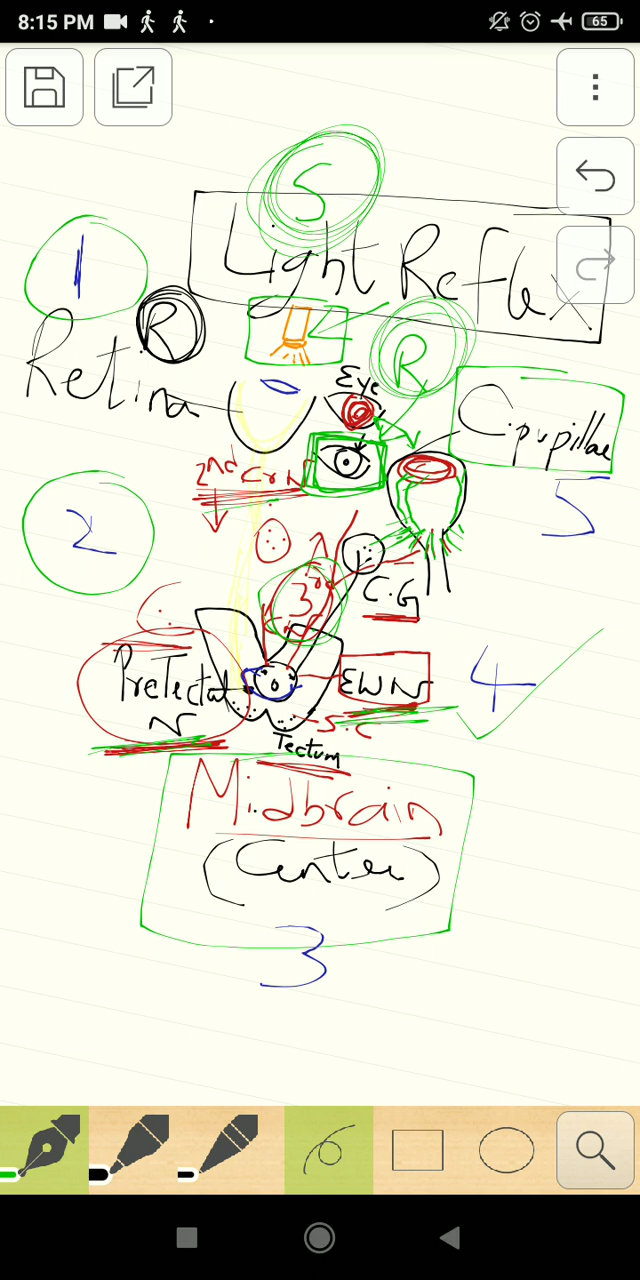 8:15 PM
65
S
Light Reflex
1
R
R
Retina
Eye
C.pupillae
2nd Cr N
5
2
3rd
C.G
Pretectal
N
EWN
4
S.C
Tectum
Midbrain
(Center)
3